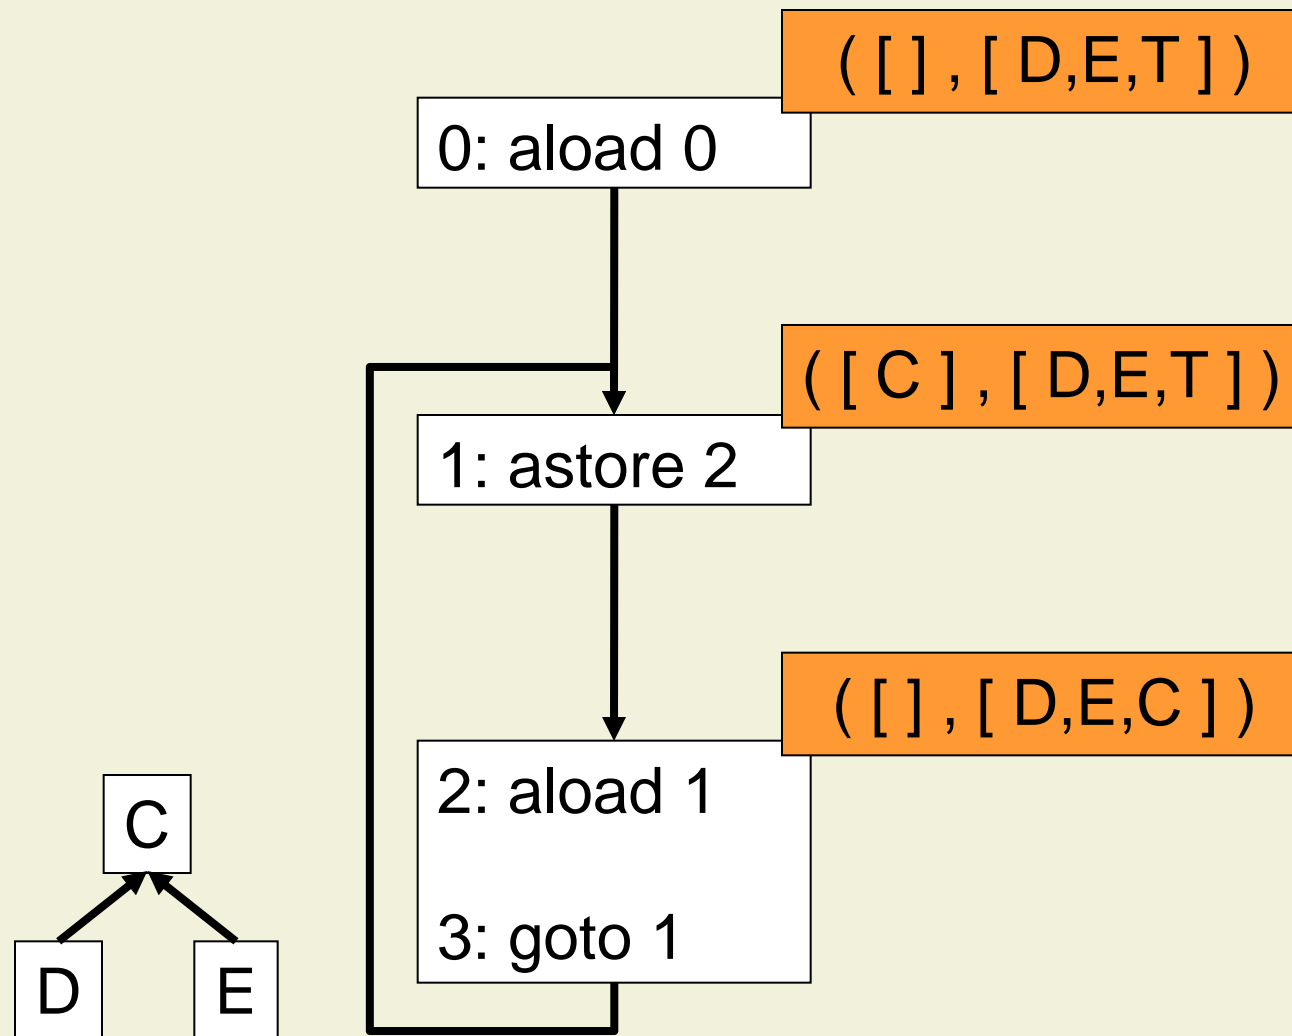 ( [ ] , [ D,E,T ] )
0: aload 0
( [ C ] , [ D,E,T ] )
1: astore 2
( [ ] , [ D,E,C ] )
2: aload 1
3: goto 1
C
D
E